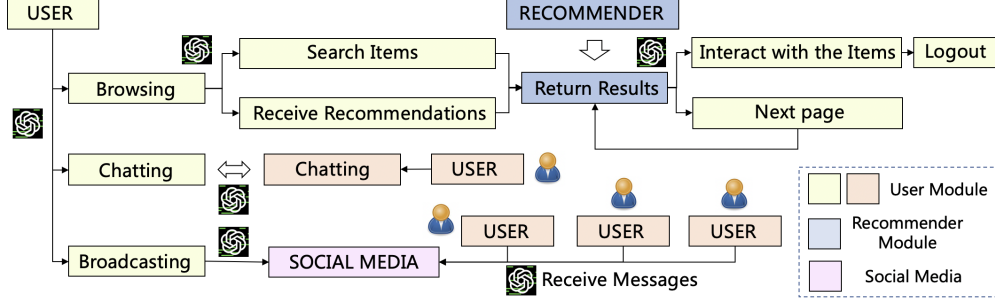 USER
RECOMMENDER
Search Items
Interact with the Items
Logout
Browsing
Return Results
Receive Recommendations
Next page
Chatting
Chatting
USER
User Module
USER
USER
USER
Recommender
Module
Broadcasting
SOCIAL MEDIA
Receive Messages
Social Media